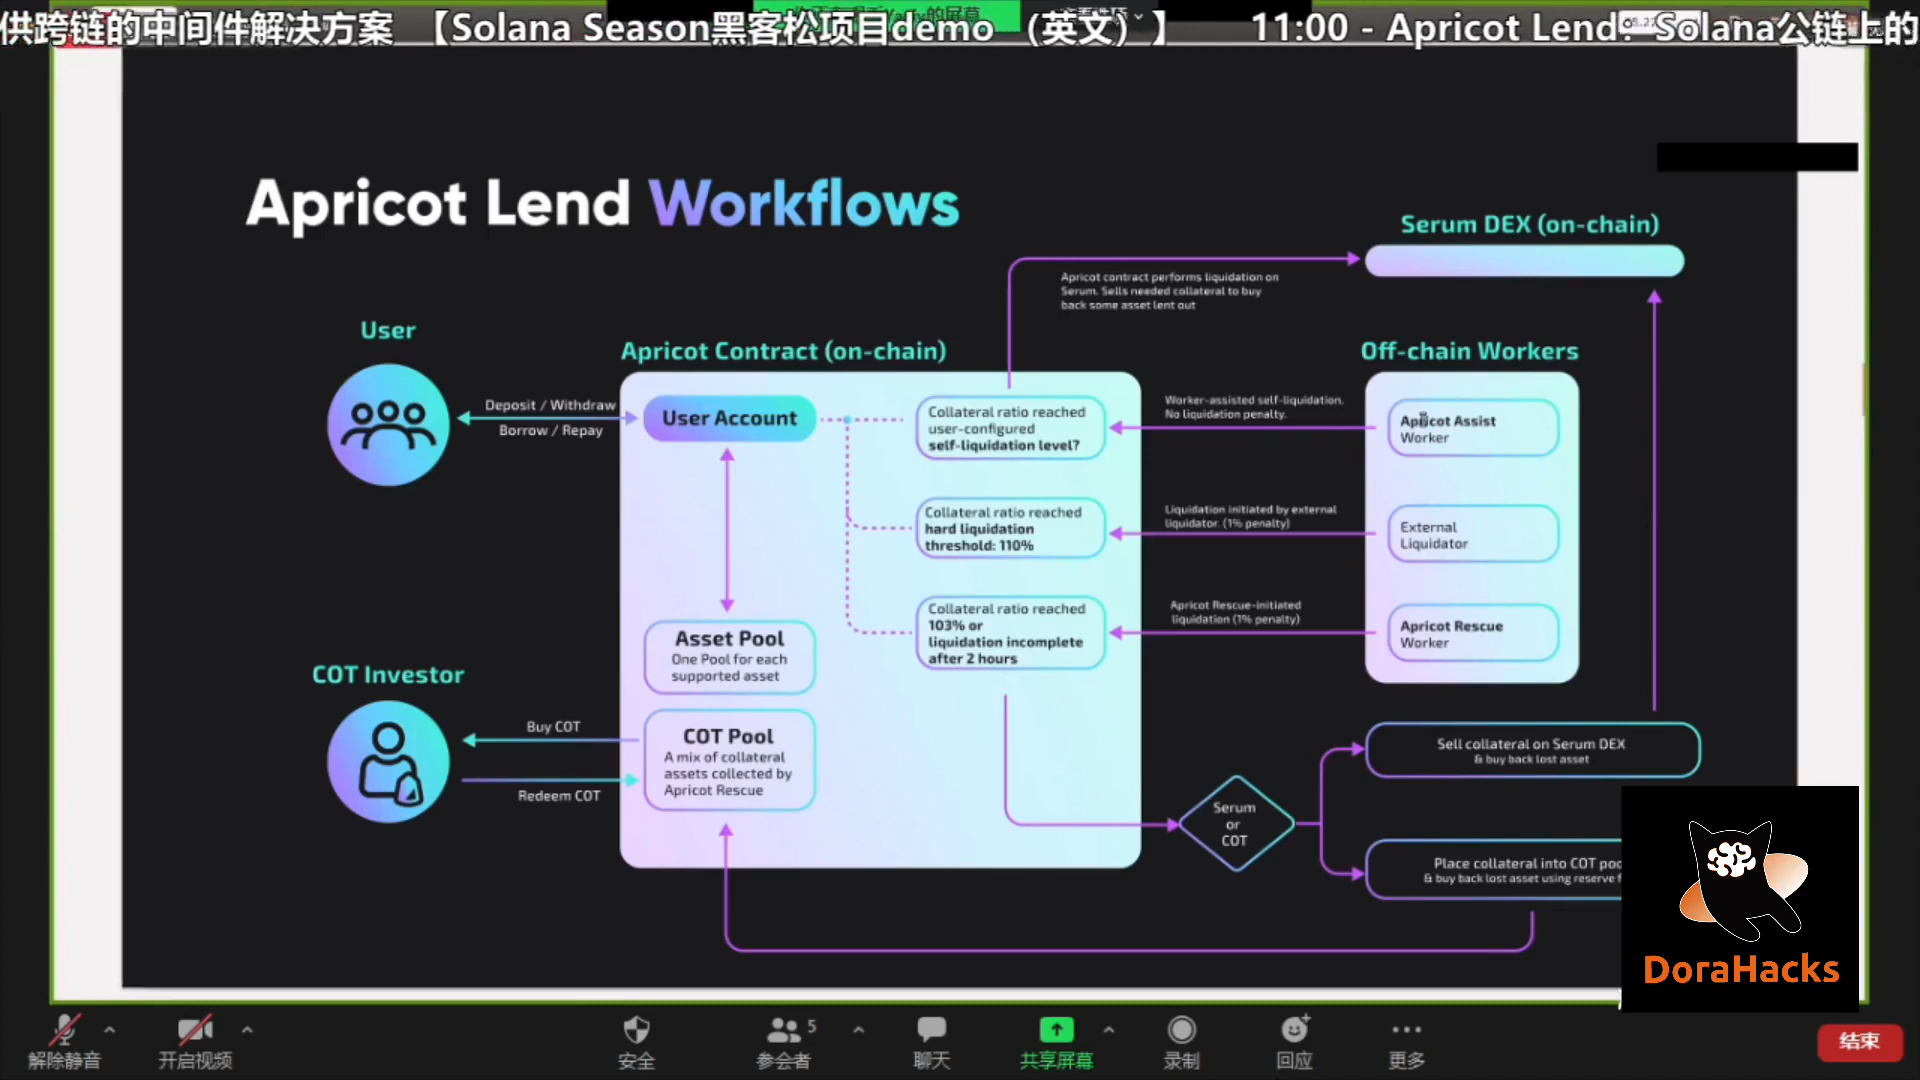 供跨链的中间件解决方案 【Solana Season黑客松项目demo （英文）】 11:00 - Apricot Lend: Solana公链上的
Apricot Lend Workflows
Serum DEX (on-chain)
Apricot contract performs liquidation on
Serum. Sells needed collateral to buy
back some asset lent out
User
Apricot Contract (on-chain)
Off-chain Workers
Deposit / Withdraw
Borrow / Repay
User Account
Collateral ratio reached
user-configured
self-liquidation level?
Worker-assisted self-liquidation.
No liquidation penalty.
Apricot Assist
Worker
Collateral ratio reached
hard liquidation
threshold: 110%
Liquidation initiated by external
liquidator. (1% penalty)
External
Liquidator
Collateral ratio reached
103% or
liquidation incomplete
after 2 hours
Apricot Rescue-initiated
liquidation (1% penalty)
Apricot Rescue
Worker
Asset Pool
One Pool for each
supported asset
COT Investor
Buy COT
Redeem COT
COT Pool
A mix of collateral
assets collected by
Apricot Rescue
Serum
or
COT
Sell collateral on Serum DEX
& buy back lost asset
Place collateral into COT poo
& buy back lost asset using reserve f
DoraHacks
解除静音
开启视频
安全
5
参会者
聊天
共享屏幕
录制
回应
更多
结束